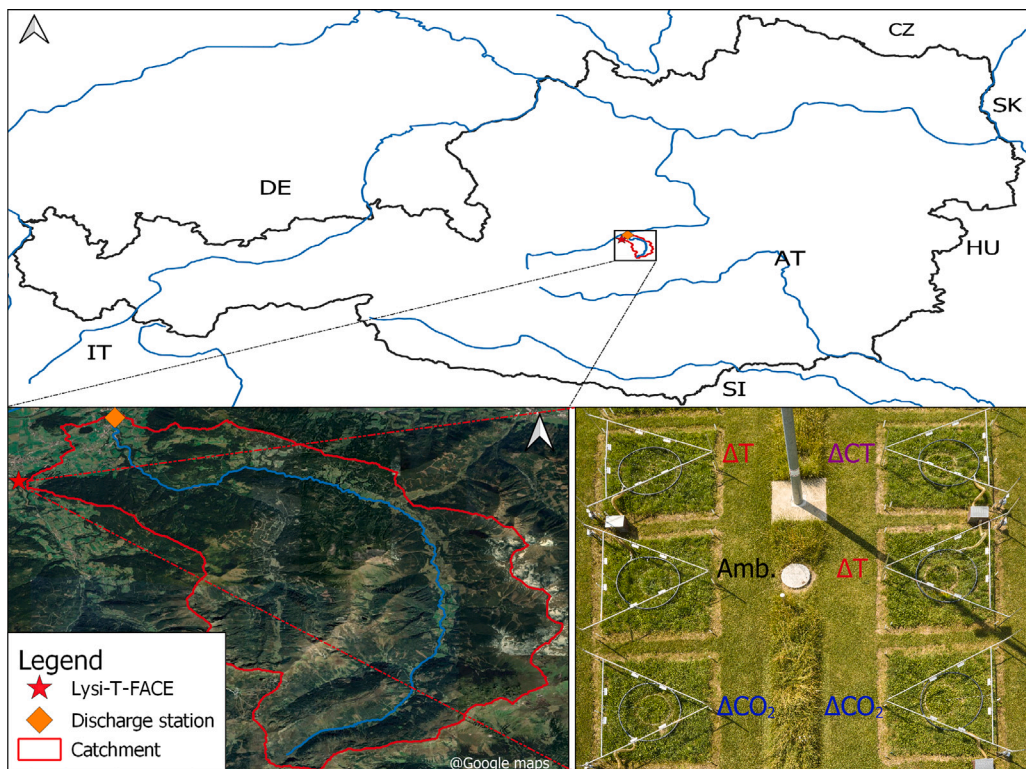 CZ
SK
DE
HU
AT
IT
SI
ΔT
ΔCT
Amb.
ΔT
ΔCO₂
ΔCO₂
Legend
Lysi-T-FACE
Discharge station
Catchment
@Google maps